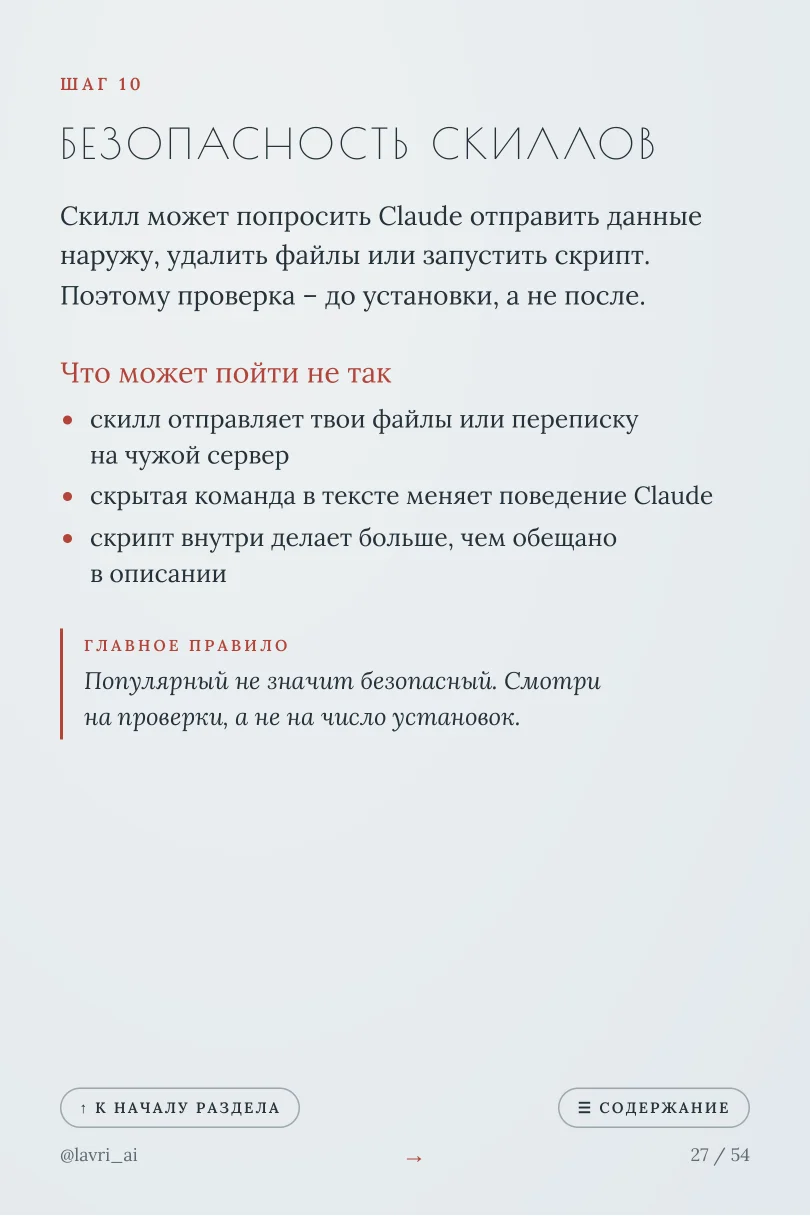 ШАГ 10
БЕЗОПАСНОСТЬ СКИЛЛОВ
Скилл может попросить Claude отправить данные
наружу, удалить файлы или запустить скрипт.
Поэтому проверка – до установки, а не после.
Что может пойти не так
• скилл отправляет твои файлы или переписку
на чужой сервер
• скрытая команда в тексте меняет поведение Claude
• скрипт внутри делает больше, чем обещано
в описании
ГЛАВНОЕ ПРАВИЛО
Популярный не значит безопасный. Смотри
на проверки, а не на число установок.
↑ К НАЧАЛУ РАЗДЕЛА
☰ СОДЕРЖАНИЕ
@lavri_ai
→
27 / 54